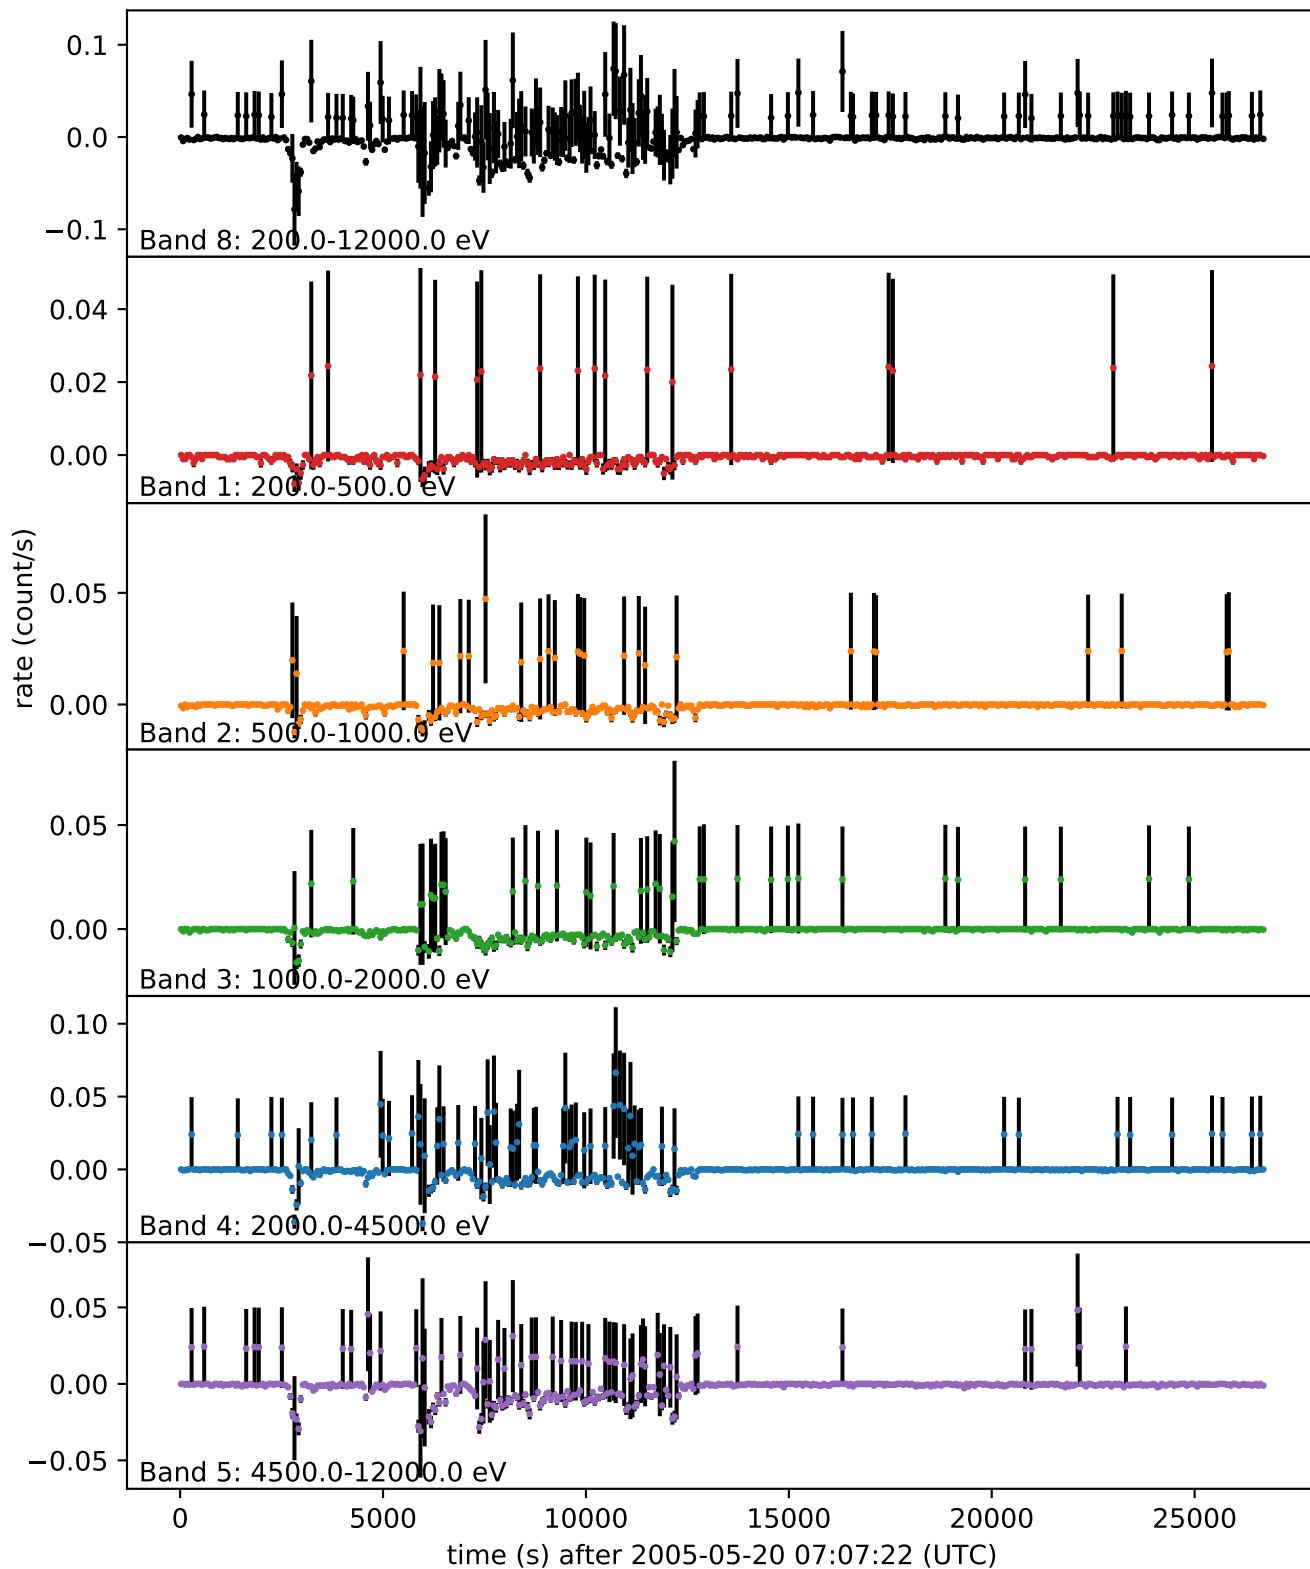 0.1
0.0
−0.1
Band 8: 200.0-12000.0 eV
0.04
0.02
0.00
Band 1: 200.0-500.0 eV
0.05
0.00
Band 2: 500.0-1000.0 eV
0.05
0.00
Band 3: 1000.0-2000.0 eV
0.10
0.05
0.00
−0.05
Band 4: 2000.0-4500.0 eV
0.05
0.00
−0.05
Band 5: 4500.0-12000.0 eV
rate (count/s)
0 5000 10000 15000 20000 25000
time (s) after 2005-05-20 07:07:22 (UTC)